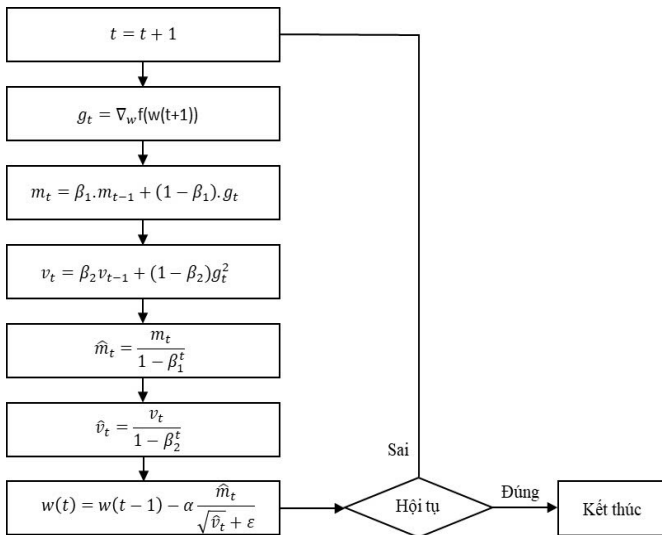 t = t + 1
g_t = ∇_w f(w(t+1))
m_t = β_1.m_{t−1} + (1 − β_1).g_t
v_t = β_2 v_{t−1} + (1 − β_2)g_t^2
m̂_t = m_t / (1 − β_1^t)
v̂_t = v_t / (1 − β_2^t)
Sai
w(t) = w(t − 1) − α m̂_t / (√v̂_t + ε)
Hội tụ
Đúng
Kết thúc